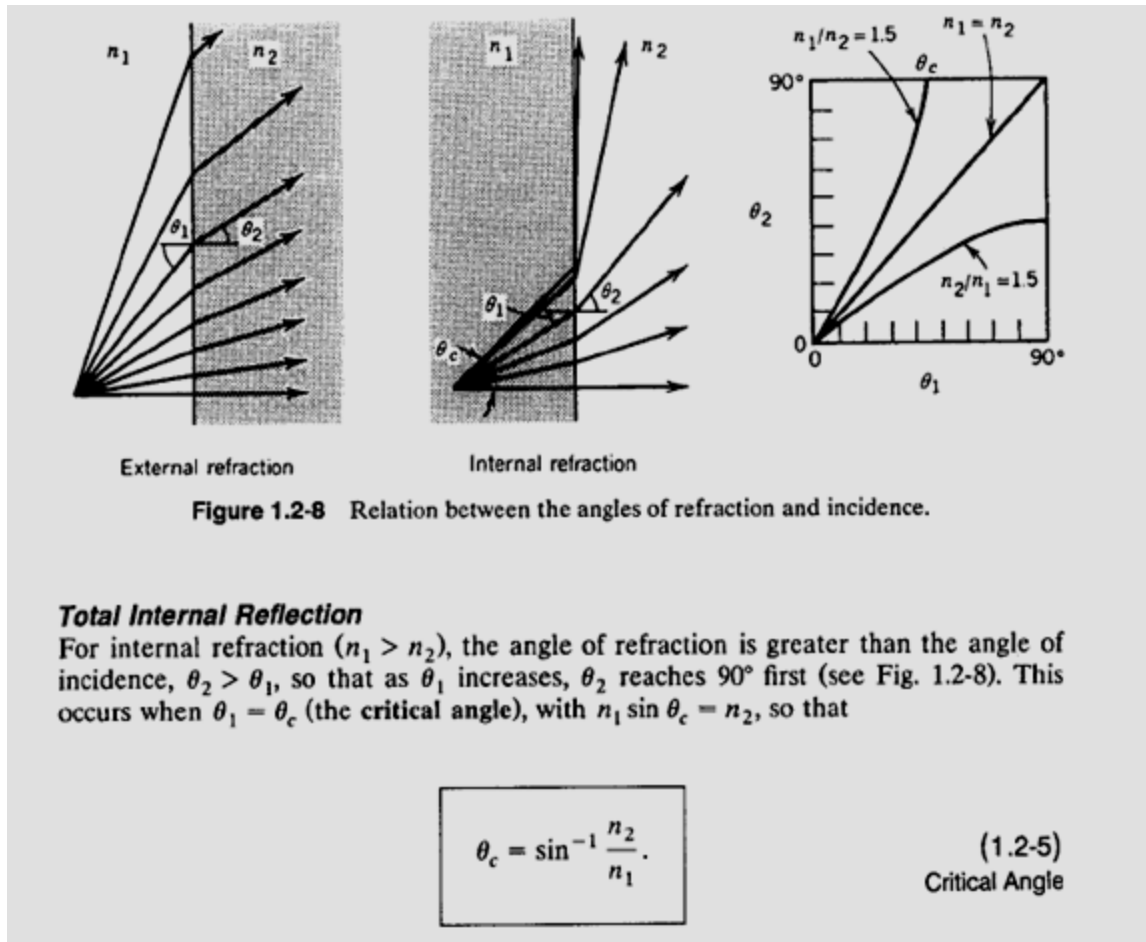 n₁ n₂
θ₁ θ₂
External refraction
n₁ n₂
θ₁ θ₂
θc
Internal refraction
n₁/n₂ = 1.5
n₁ = n₂
θc
90°
θ₂
n₂/n₁ = 1.5
0
0 90°
θ₁
Figure 1.2-8 Relation between the angles of refraction and incidence.
Total Internal Reflection
For internal refraction (n₁ > n₂), the angle of refraction is greater than the angle of
incidence, θ₂ > θ₁, so that as θ₁ increases, θ₂ reaches 90° first (see Fig. 1.2-8). This
occurs when θ₁ = θc (the critical angle), with n₁ sin θc = n₂, so that
θc = sin⁻¹ n₂/n₁.
(1.2-5)
Critical Angle